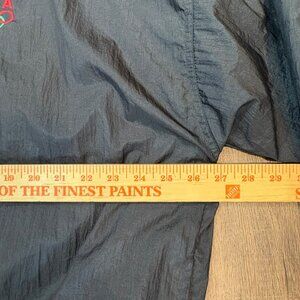 A
19 20 21 22 23 24 25 26 27 28 29
OF THE FINEST PAINTS
S